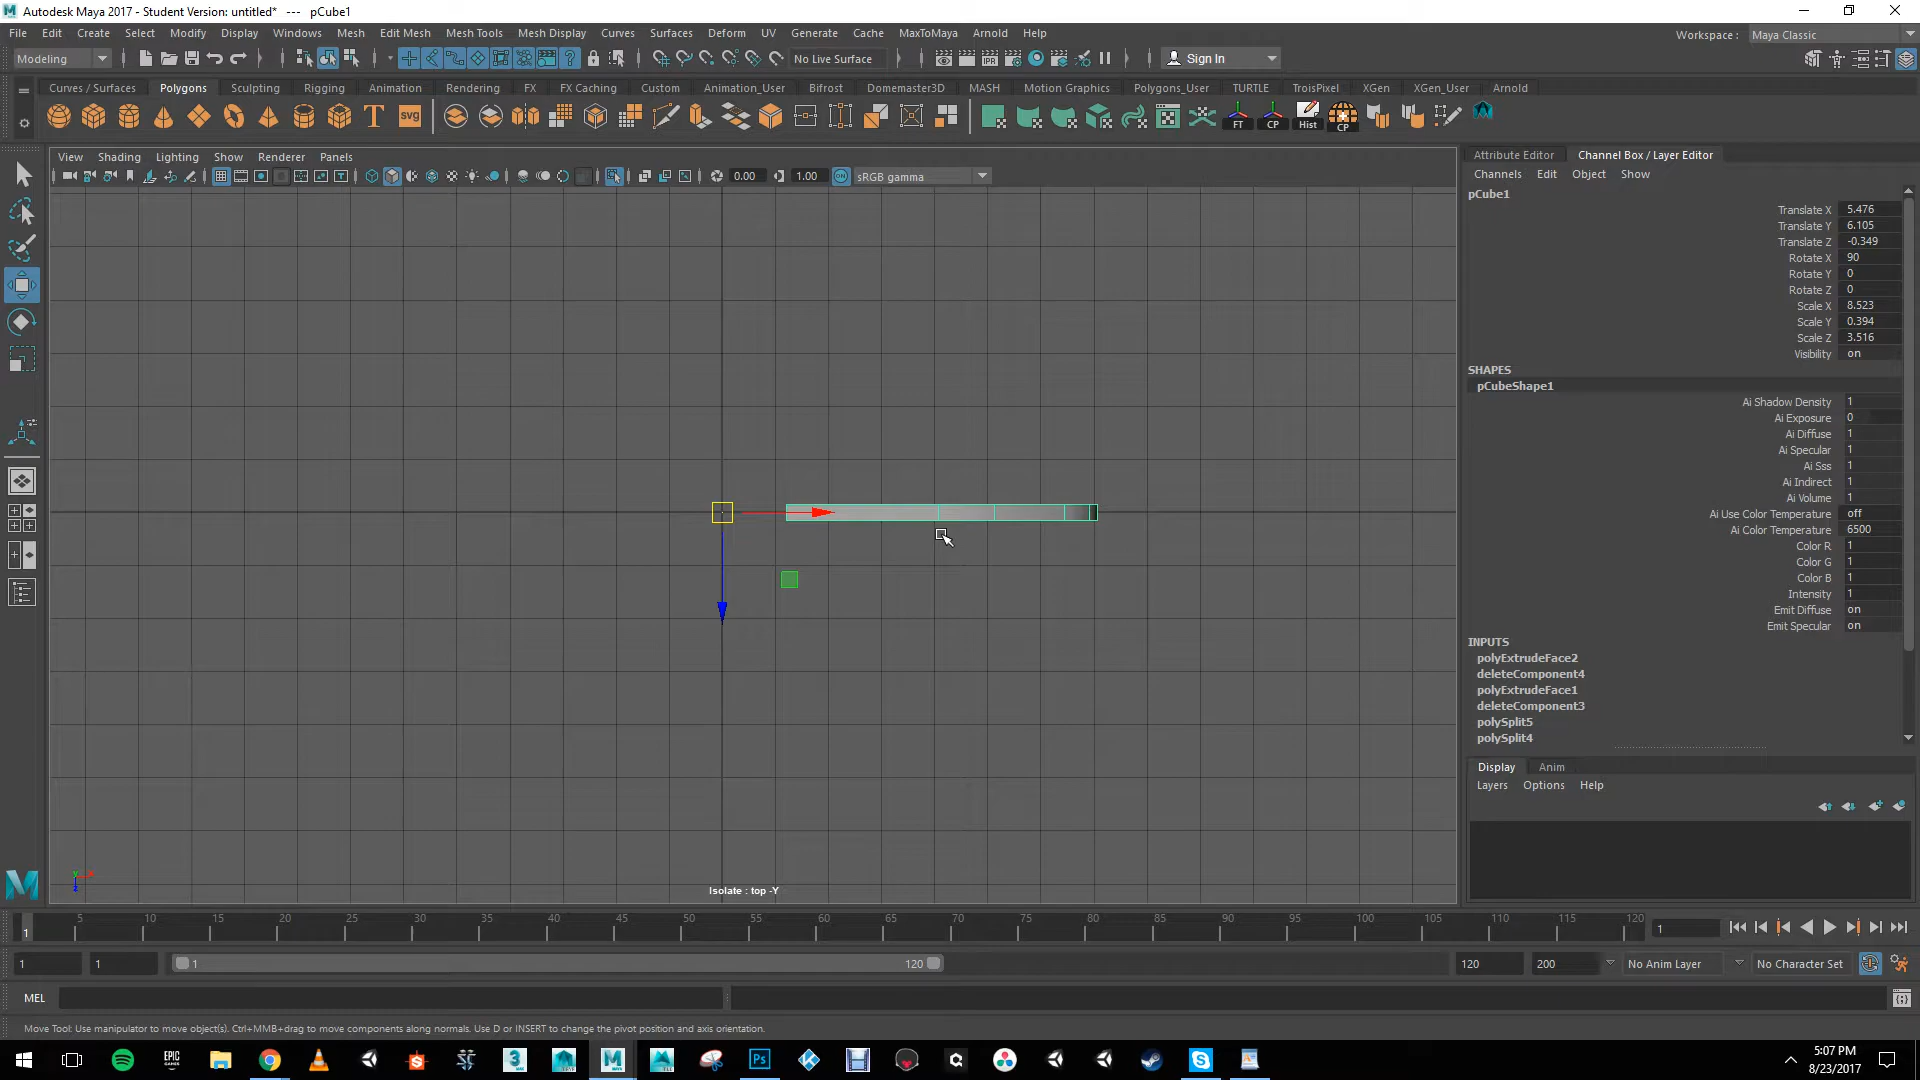 Autodesk Maya 2017 - Student Version: untitled*   ---   pCube1
File Edit Create Select Modify Display Windows Mesh Edit Mesh Mesh Tools Mesh Display Curves Surfaces Deform UV Generate Cache MaxToMaya Arnold Help
Workspace : Maya Classic
Modeling No Live Surface Sign In
Curves / Surfaces Polygons Sculpting Rigging Animation Rendering FX FX Caching Custom Animation_User Bifrost Domemaster3D MASH Motion Graphics Polygons_User TURTLE TroisPixel XGen XGen_User Arnold
T SVG FT CP Hist CP
View Shading Lighting Show Renderer Panels
0.00 1.00 ON sRGB gamma
Isolate : top -Y
Attribute Editor Channel Box / Layer Editor
Channels Edit Object Show
pCube1
Translate X 5.476
Translate Y 6.105
Translate Z -0.349
Rotate X 90
Rotate Y 0
Rotate Z 0
Scale X 8.523
Scale Y 0.394
Scale Z 3.516
Visibility on
SHAPES
pCubeShape1
Ai Shadow Density 1
Ai Exposure 0
Ai Diffuse 1
Ai Specular 1
Ai Sss 1
Ai Indirect 1
Ai Volume 1
Ai Use Color Temperature off
Ai Color Temperature 6500
Color R 1
Color G 1
Color B 1
Intensity 1
Emit Diffuse on
Emit Specular on
INPUTS
polyExtrudeFace2
deleteComponent4
polyExtrudeFace1
deleteComponent3
polySplit5
polySplit4
Display Anim
Layers Options Help
5 10 15 20 25 30 35 40 45 50 55 60 65 70 75 80 85 90 95 100 105 110 115 120
1 1
1 1 1 120 120 200 No Anim Layer No Character Set
MEL
Move Tool: Use manipulator to move object(s). Ctrl+MMB+drag to move components along normals. Use D or INSERT to change the pivot position and axis orientation.
5:07 PM
8/23/2017